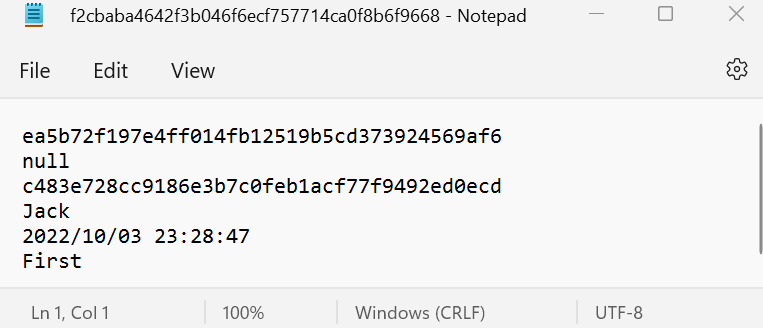 f2cbaba4642f3b046f6ecf757714ca0f8b6f9668 - Notepad
File Edit View
ea5b72f197e4ff014fb12519b5cd373924569af6
null
c483e728cc9186e3b7c0feb1acf77f9492ed0ecd
Jack
2022/10/03 23:28:47
First
Ln 1, Col 1 100% Windows (CRLF) UTF-8